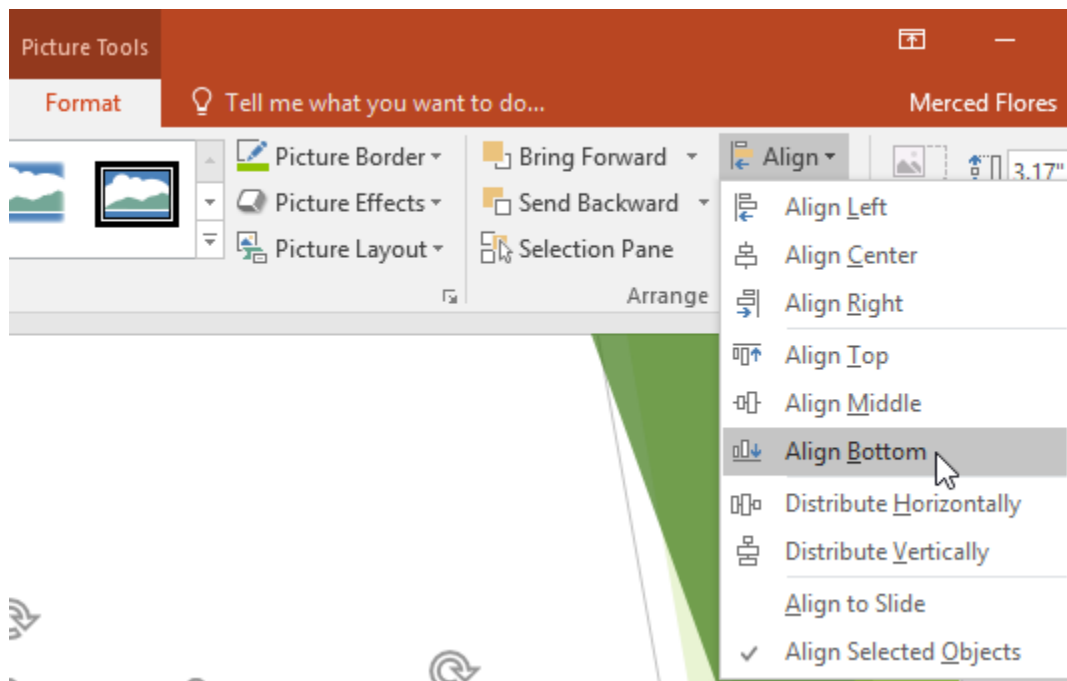 Picture Tools
Format
Tell me what you want to do...
Merced Flores
Picture Border
Picture Effects
Picture Layout
Bring Forward
Send Backward
Selection Pane
Arrange
Align
3.17"
Align Left
Align Center
Align Right
Align Top
Align Middle
Align Bottom
Distribute Horizontally
Distribute Vertically
Align to Slide
Align Selected Objects